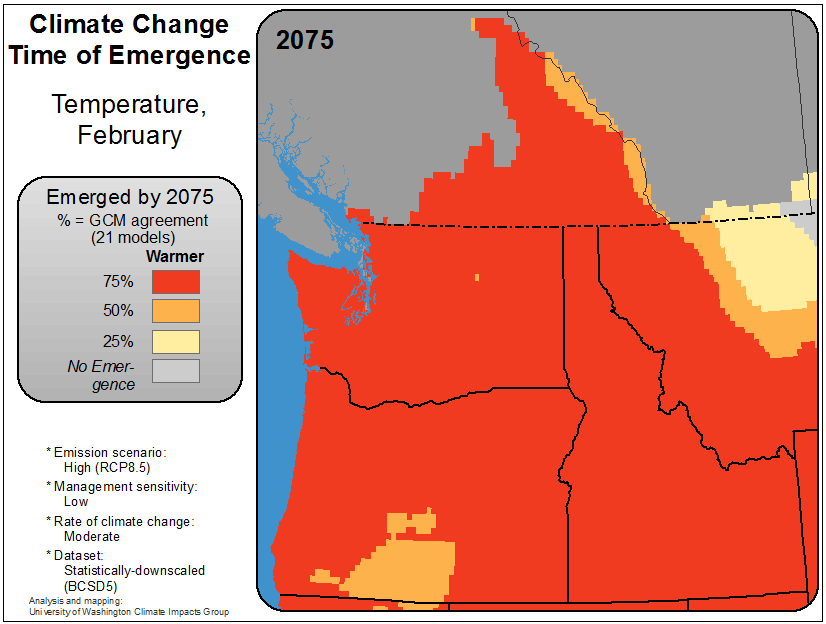 Climate Change
Time of Emergence
Temperature,
February
2075
Emerged by 2075
% = GCM agreement
(21 models)
Warmer
75%
50%
25%
No Emer-
gence
* Emission scenario:
High (RCP8.5)
* Management sensitivity:
Low
* Rate of climate change:
Moderate
* Dataset:
Statistically-downscaled
(BCSD5)
Analysis and mapping:
University of Washington Climate Impacts Group